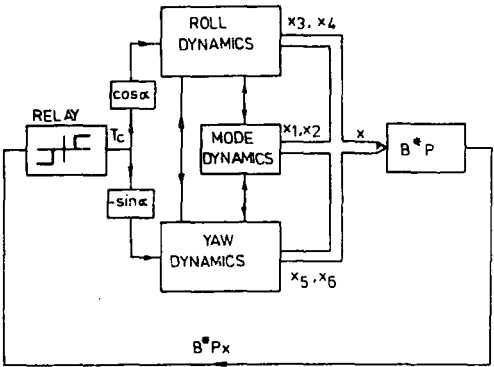 ROLL
DYNAMICS
x3, x4
cosα
RELAY
Tc
MODE
DYNAMICS
x1,x2
x
B*P
-sinα
YAW
DYNAMICS
x5, x6
B*Px